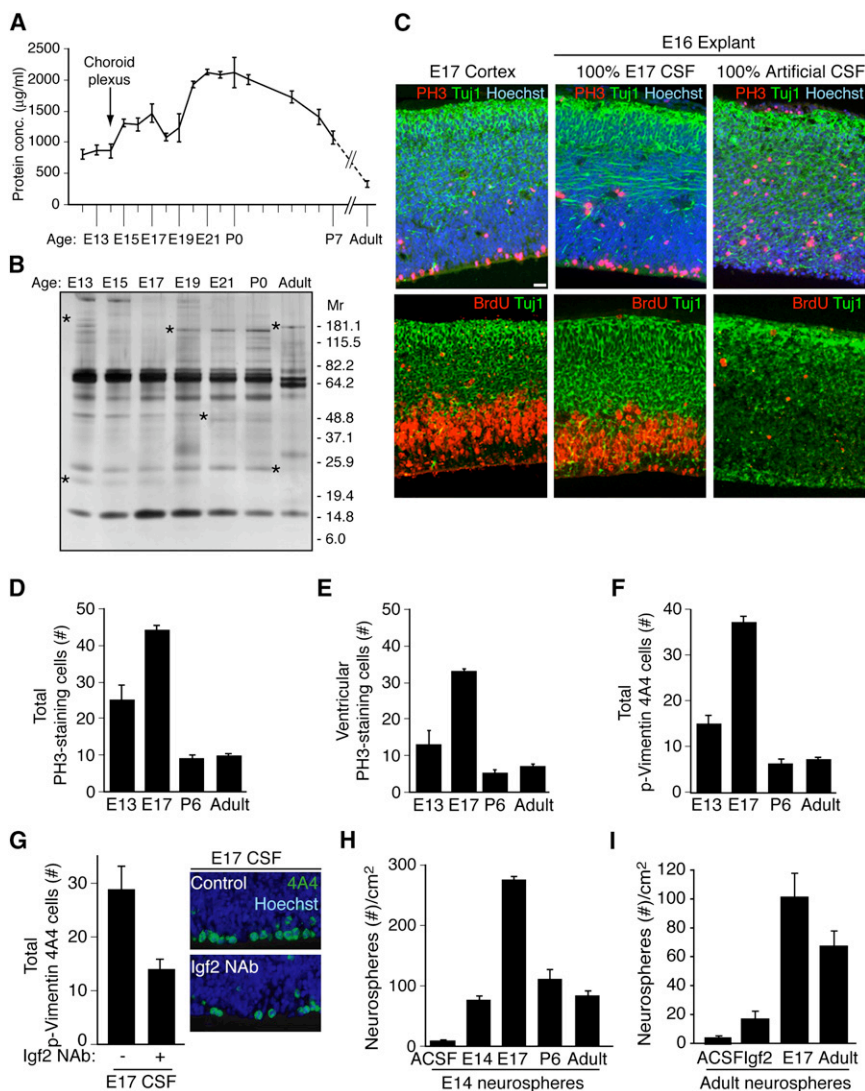 A
Protein conc. (µg/ml)
2500
2000
1500
1000
500
0
Choroid
plexus
Age: E13 E15 E17 E19 E21 P0 P7 Adult
B
Age: E13 E15 E17 E19 E21 P0 Adult
Mr
* * *
* *
* *
- 181.1
- 115.5
- 82.2
- 64.2
- 48.8
- 37.1
- 25.9
- 19.4
- 14.8
- 6.0
C
E16 Explant
E17 Cortex 100% E17 CSF 100% Artificial CSF
PH3 Tuj1 Hoechst PH3 Tuj1 Hoechst PH3 Tuj1 Hoechst
BrdU Tuj1 BrdU Tuj1 BrdU Tuj1
D
Total
PH3-staining cells (#)
50
40
30
20
10
0
E13 E17 P6 Adult
E
Ventricular
PH3-staining cells (#)
50
40
30
20
10
0
E13 E17 P6 Adult
F
Total
p-Vimentin 4A4 cells (#)
40
30
20
10
0
E13 E17 P6 Adult
G
Total
p-Vimentin 4A4 cells (#)
30
20
10
0
Igf2 NAb: - +
E17 CSF
E17 CSF
Control 4A4
Hoechst
Igf2 NAb
H
Neurospheres (#)/cm²
300
200
100
0
ACSF E14 E17 P6 Adult
E14 neurospheres
I
Neurospheres (#)/cm²
120
100
80
60
40
20
0
ACSF Igf2 E17 Adult
Adult neurospheres